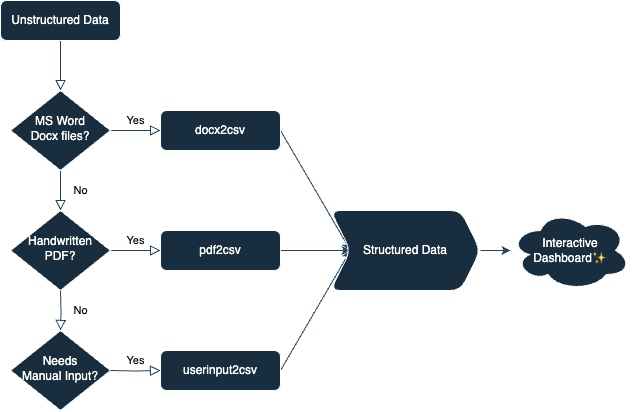 Unstructured Data
MS Word
Docx files?
Yes
docx2csv
No
Handwritten
PDF?
Yes
pdf2csv
Structured Data
Interactive
Dashboard✨
No
Needs
Manual Input?
Yes
userinput2csv